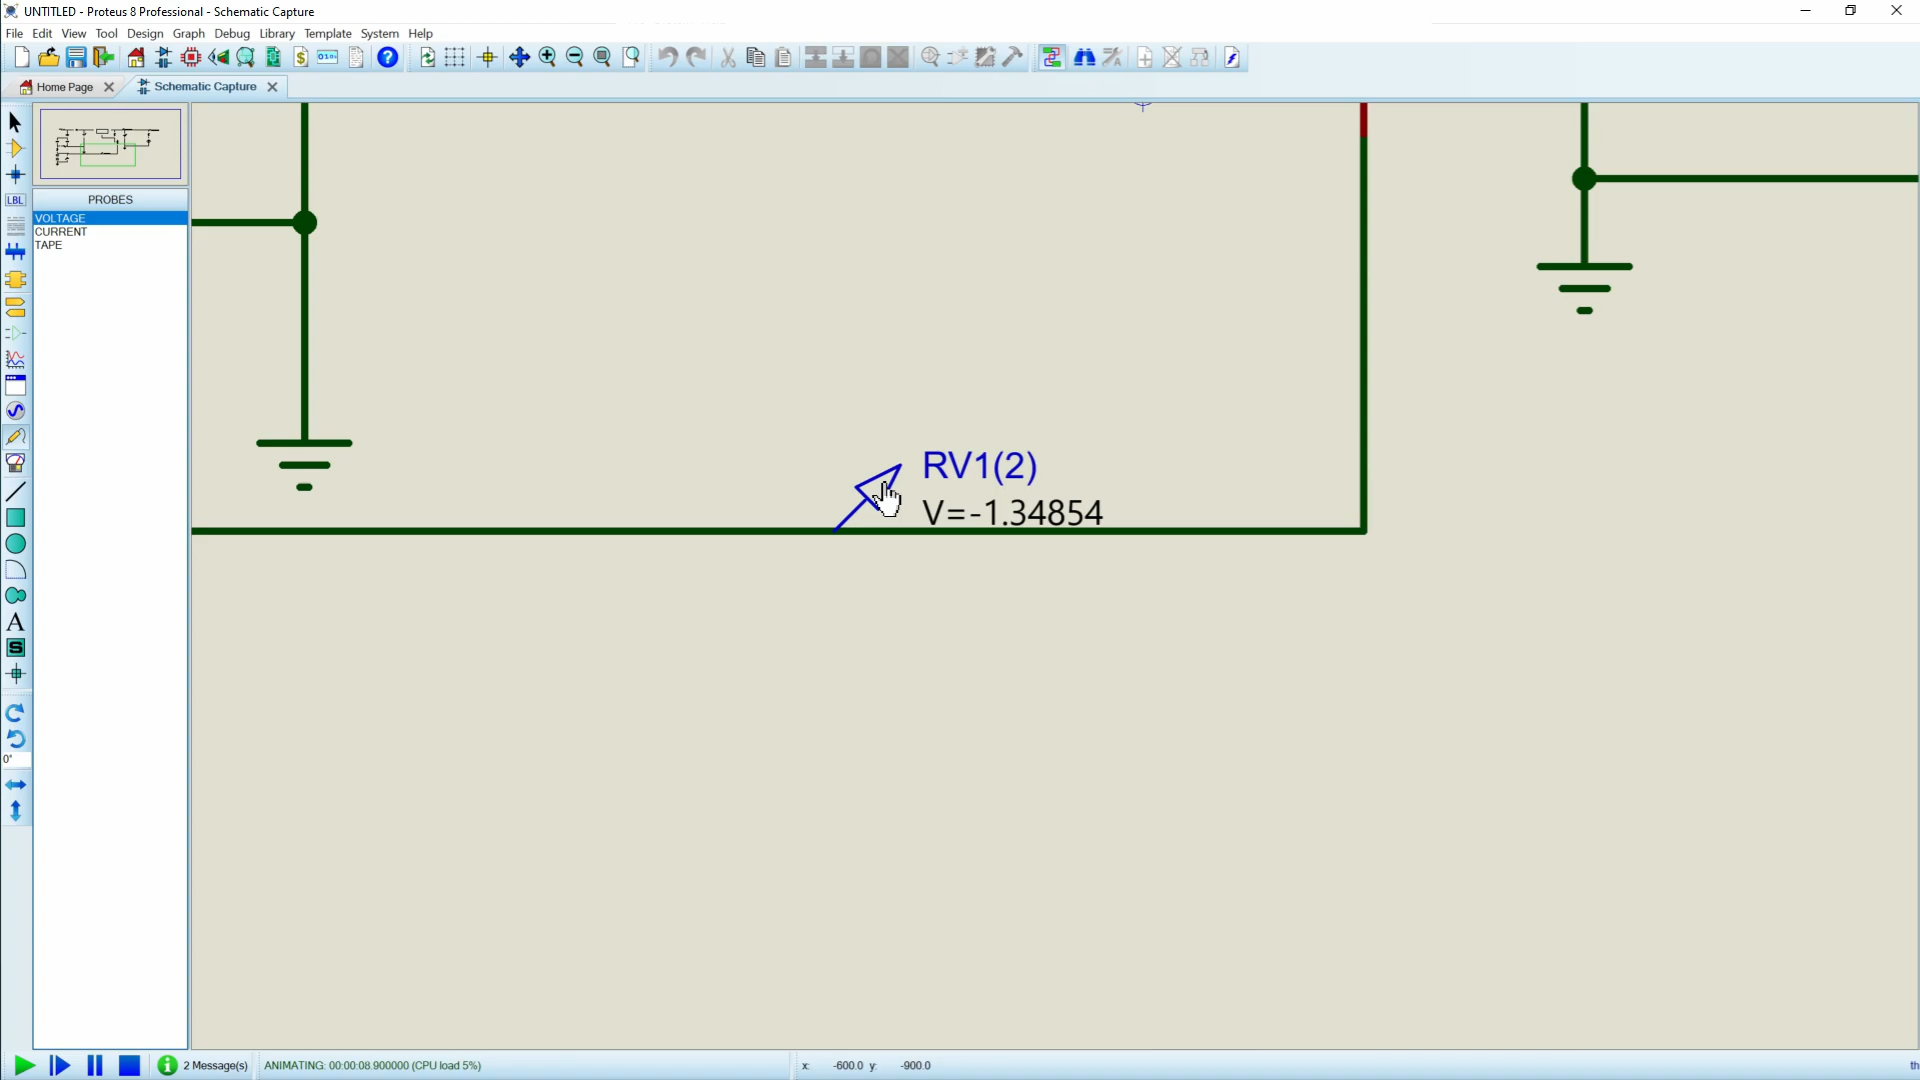 UNTITLED - Proteus 8 Professional - Schematic Capture
File Edit View Tool Design Graph Debug Library Template System Help
Home Page Schematic Capture
PROBES
VOLTAGE
CURRENT
TAPE
LBL
RV1(2)
V=-1.34854
A
S
0°
2 Message(s) ANIMATING: 00:00:08.900000 (CPU load 5%) x: -600.0 y: -900.0 th